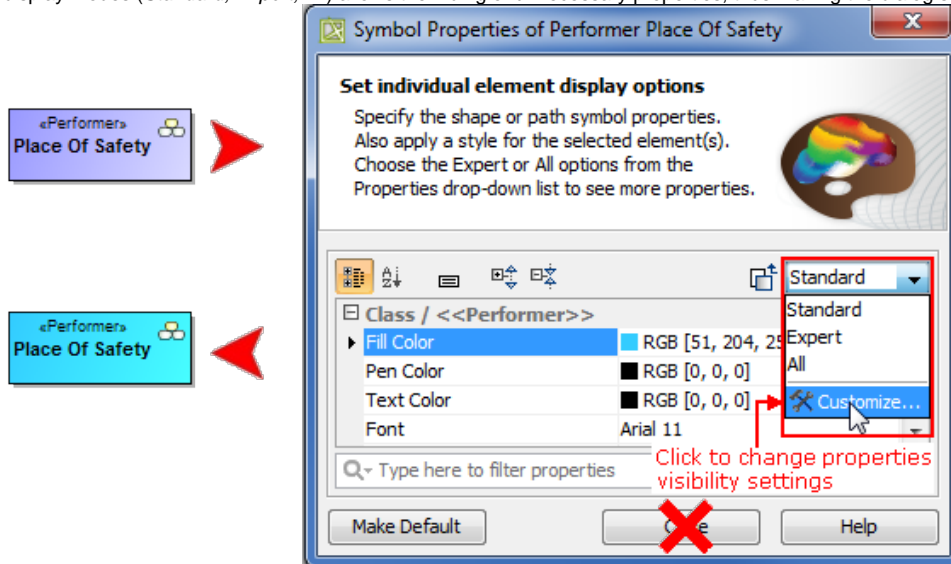 Symbol Properties of Performer Place Of Safety
Set individual element display options
Specify the shape or path symbol properties.
Also apply a style for the selected element(s).
Choose the Expert or All options from the
Properties drop-down list to see more properties.
«Performer»
Place Of Safety
«Performer»
Place Of Safety
Standard
Standard
Expert
All
Customize...
Class / <<Performer>>
Fill Color RGB [51, 204, 25
Pen Color RGB [0, 0, 0]
Text Color RGB [0, 0, 0]
Font Arial 11
Click to change properties
visibility settings
Type here to filter properties
Make Default
Help